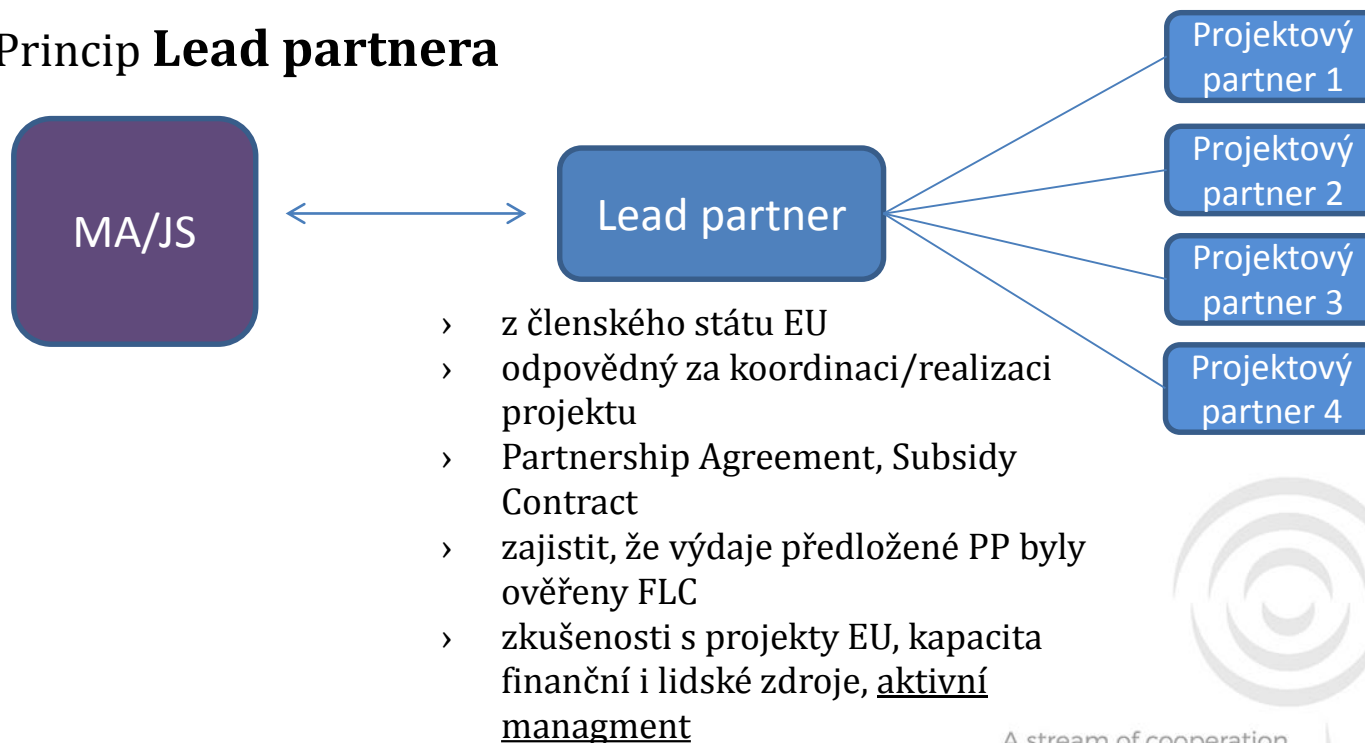 Princip Lead partnera
Projektový
partner 1
Projektový
partner 2
Projektový
partner 3
Projektový
partner 4
MA/JS
Lead partner
› z členského státu EU
› odpovědný za koordinaci/realizaci
projektu
› Partnership Agreement, Subsidy
Contract
› zajistit, že výdaje předložené PP byly
ověřeny FLC
› zkušenosti s projekty EU, kapacita
finanční i lidské zdroje, aktivní
managment
A stream of cooperation